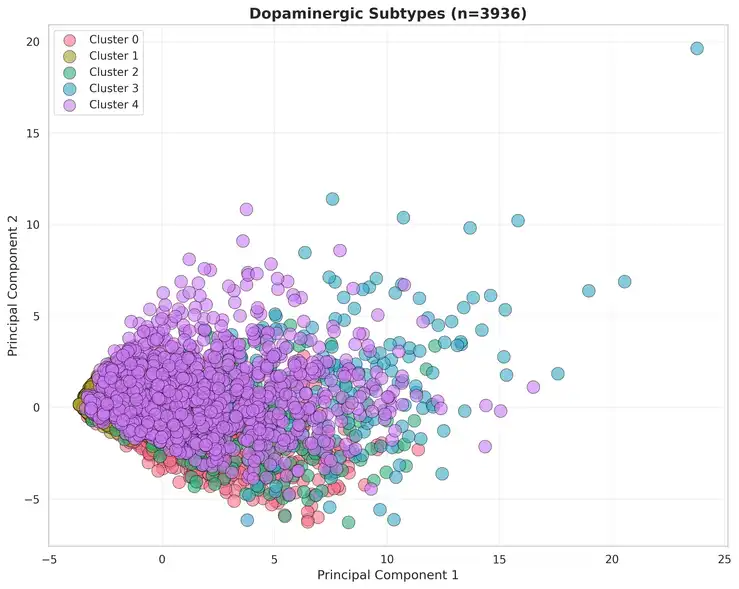 Dopaminergic Subtypes (n=3936)
Cluster 0
Cluster 1
Cluster 2
Cluster 3
Cluster 4
20
15
10
5
0
−5
Principal Component 2
−5
0
5
10
15
20
25
Principal Component 1